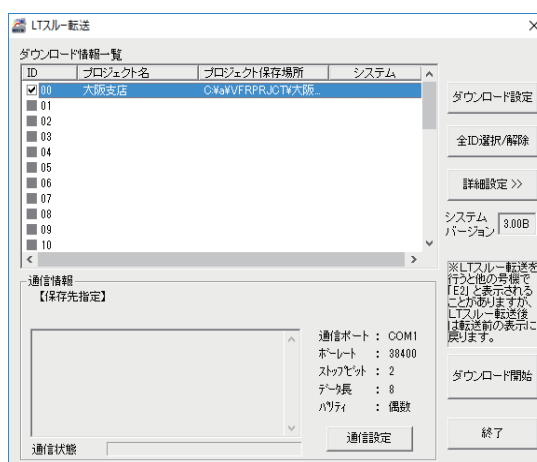 LTスルー転送
ダウンロード情報一覧
ID プロジェクト名 プロジェクト保存場所 システム
00 大阪支店 C:¥a¥VFRPRJCT¥大阪...
01
02
03
04
05
06
07
08
09
10
ダウンロード設定
全ID選択/解除
詳細設定 >>
システム
バージョン 3.00B
※LTスルー転送を
行うと他の号機で
「E2」と表示される
ことがありますが、
LTスルー転送後
は転送前の表示に
戻ります。
ダウンロード開始
終了
通信情報
【保存先指定】
通信ポート : COM1
ボーレート : 38400
ストップビット : 2
データ長 : 8
パリティ : 偶数
通信設定
通信状態